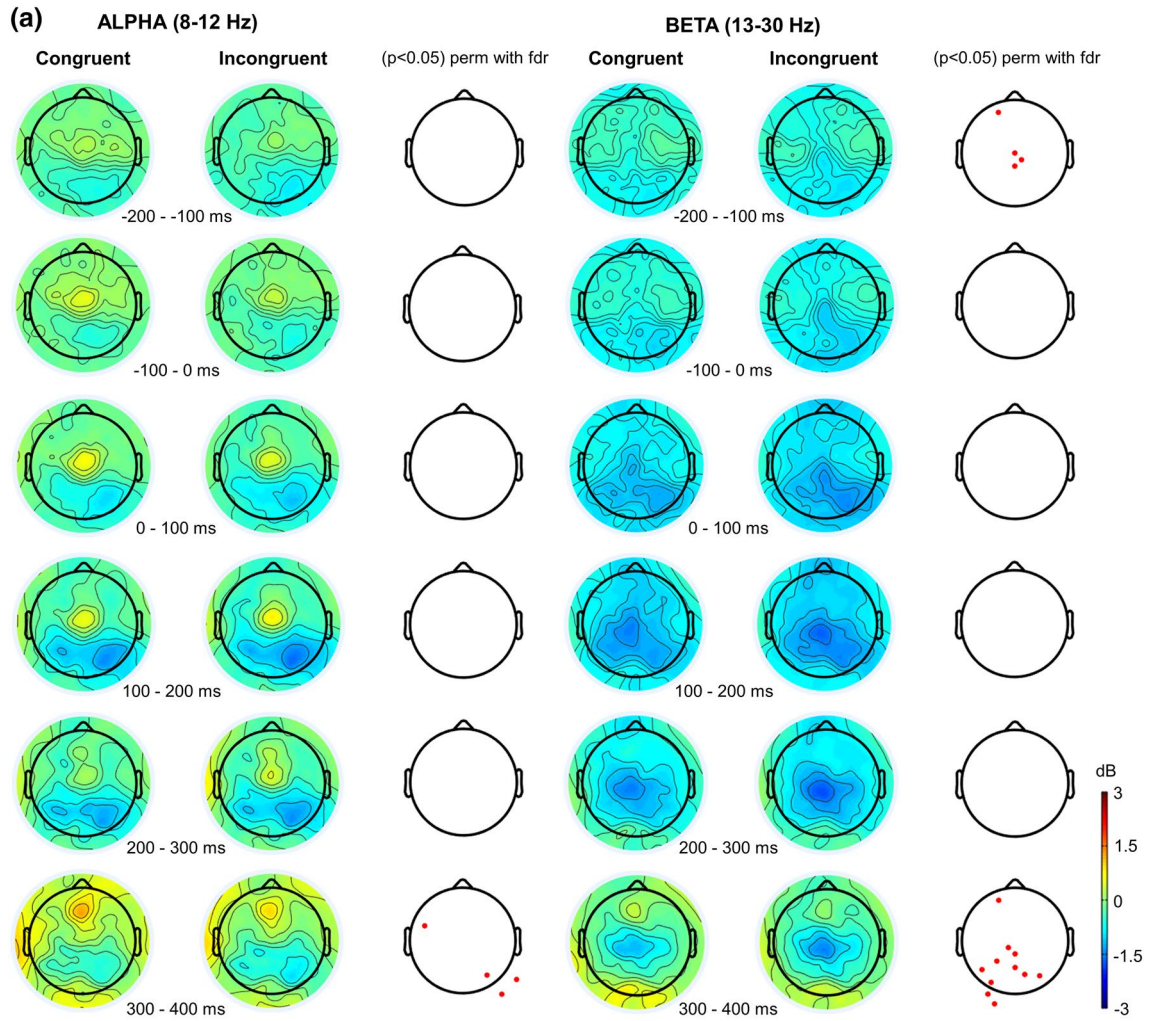 (a)
ALPHA (8-12 Hz)
BETA (13-30 Hz)
Congruent Incongruent (p<0.05) perm with fdr Congruent Incongruent (p<0.05) perm with fdr
-200 - -100 ms -200 - -100 ms
-100 - 0 ms -100 - 0 ms
0 - 100 ms 0 - 100 ms
100 - 200 ms 100 - 200 ms
200 - 300 ms 200 - 300 ms
300 - 400 ms 300 - 400 ms
dB
3
1.5
0
-1.5
-3